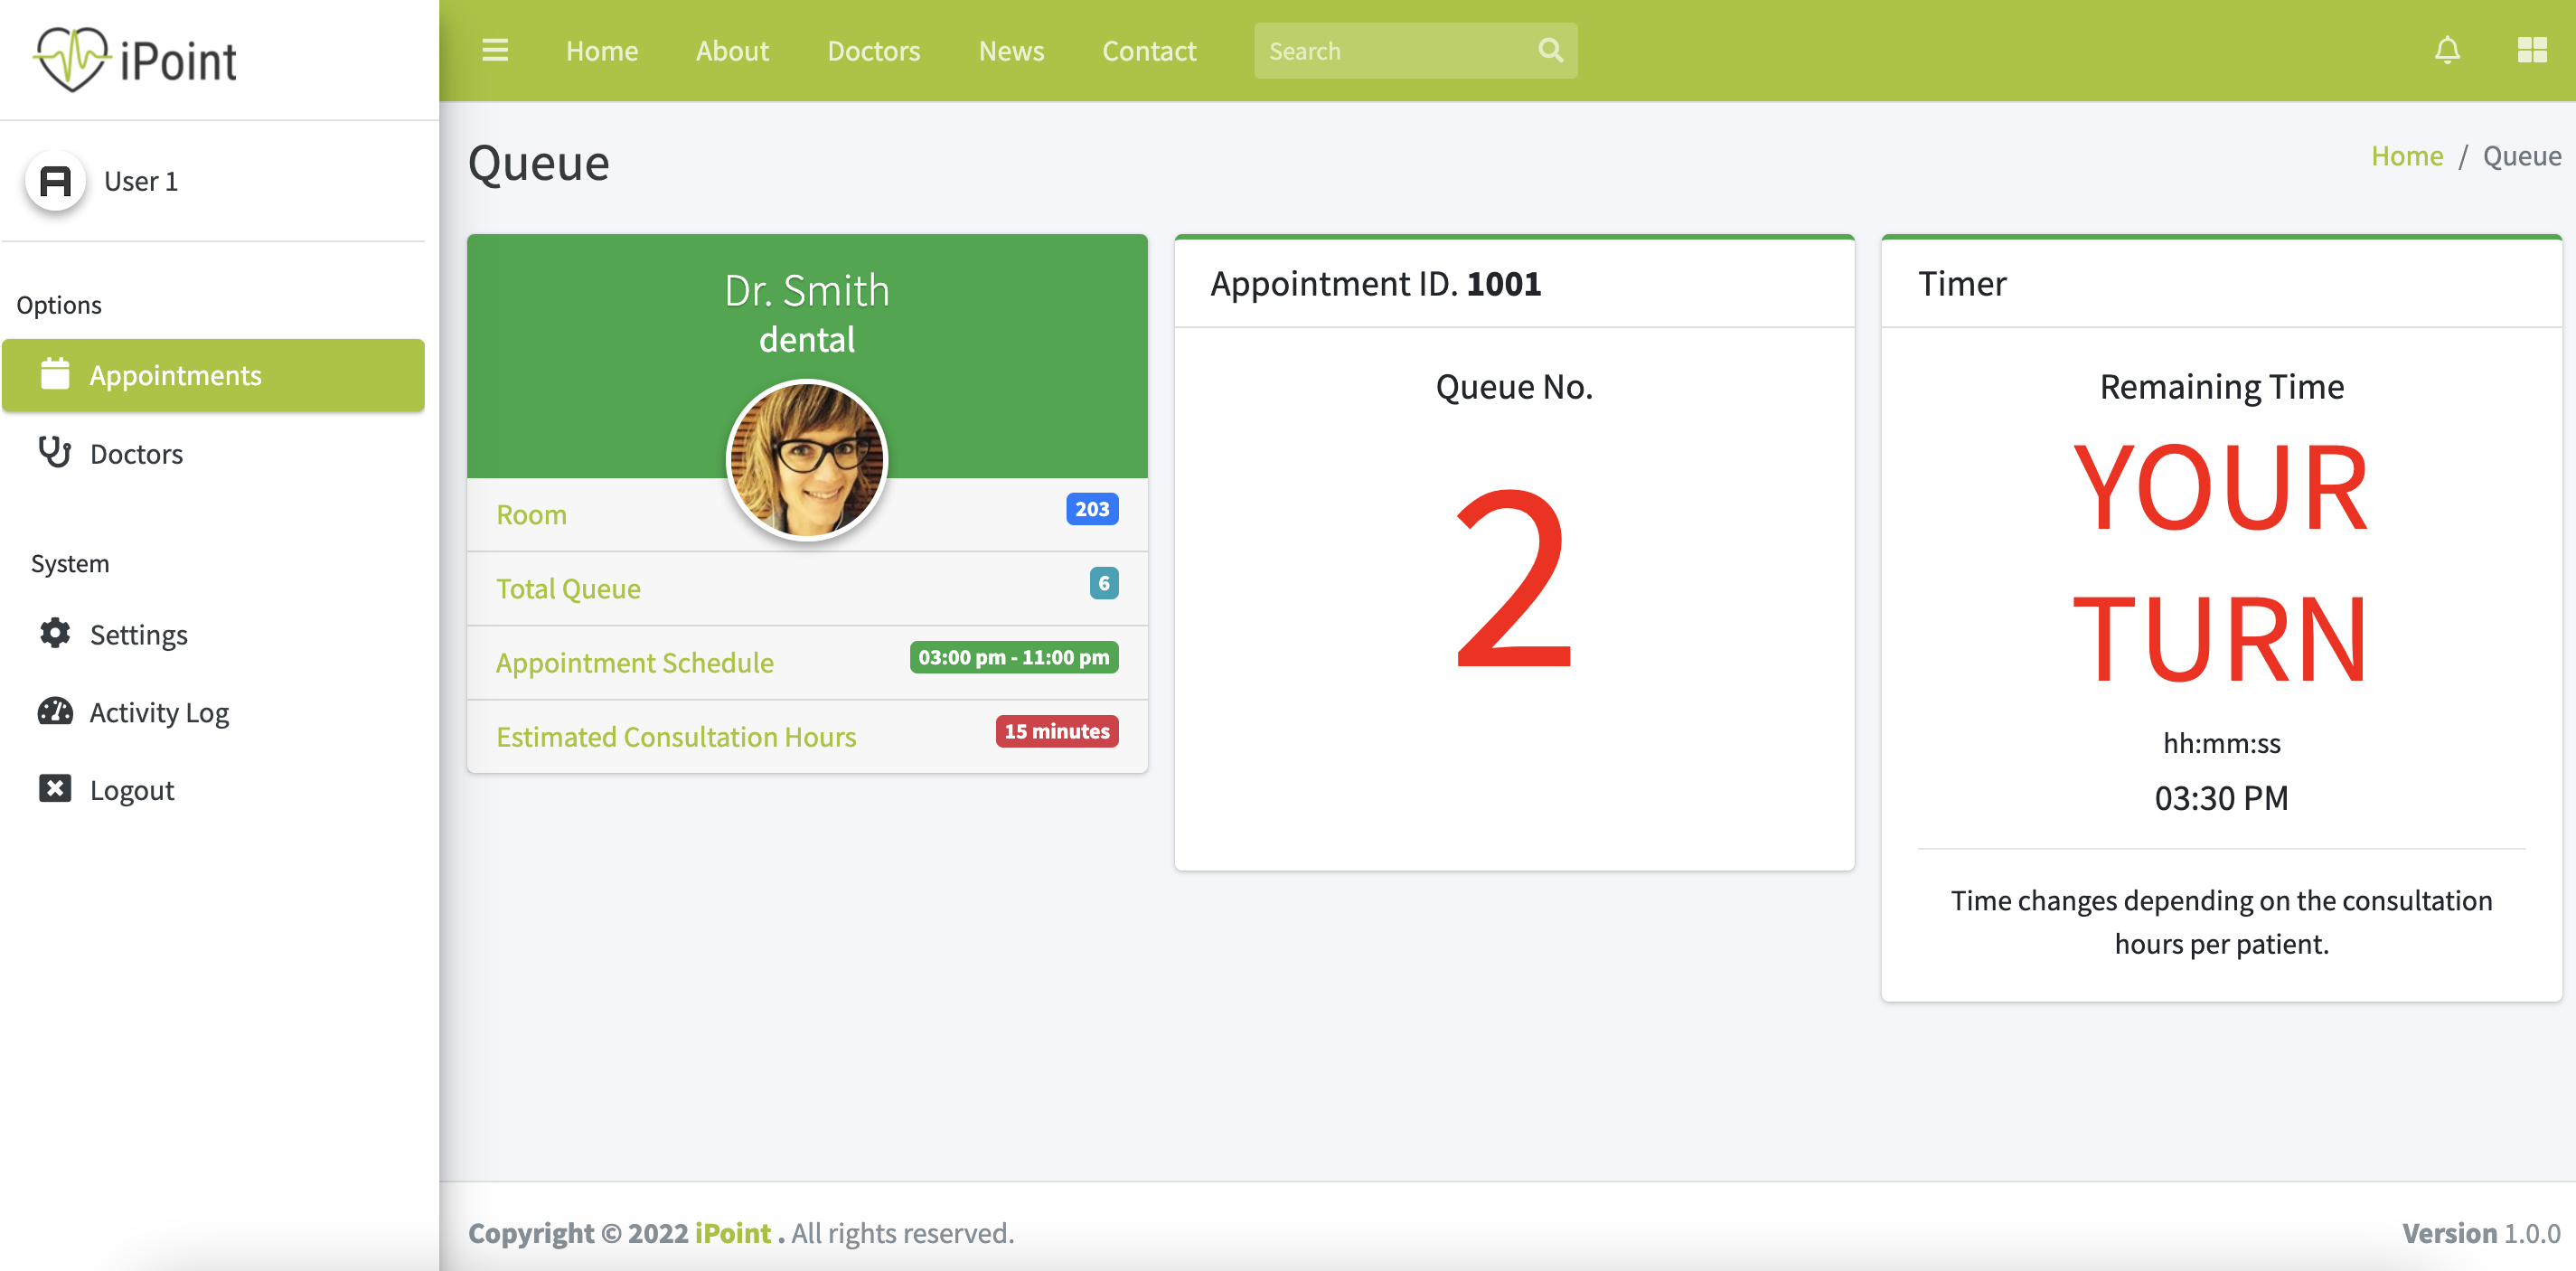 iPoint
Home
About
Doctors
News
Contact
Search
User 1
Options
Appointments
Doctors
System
Settings
Activity Log
Logout
Queue
Home / Queue
Dr. Smith
dental
Room 203
Total Queue 6
Appointment Schedule 03:00 pm - 11:00 pm
Estimated Consultation Hours 15 minutes
Appointment ID. 1001
Queue No.
2
Timer
Remaining Time
YOUR
TURN
hh:mm:ss
03:30 PM
Time changes depending on the consultation
hours per patient.
Copyright © 2022 iPoint . All rights reserved.
Version 1.0.0